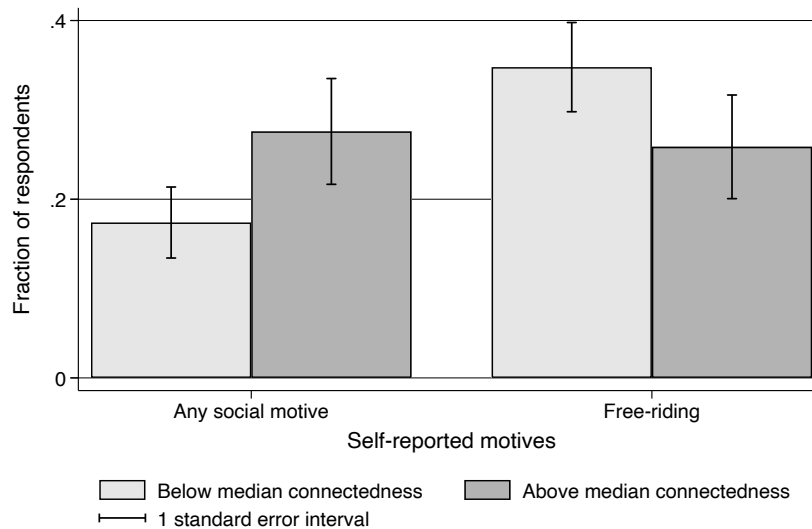 .4
.2
0
Fraction of respondents
Any social motive
Free-riding
Self-reported motives
Below median connectedness
Above median connectedness
1 standard error interval